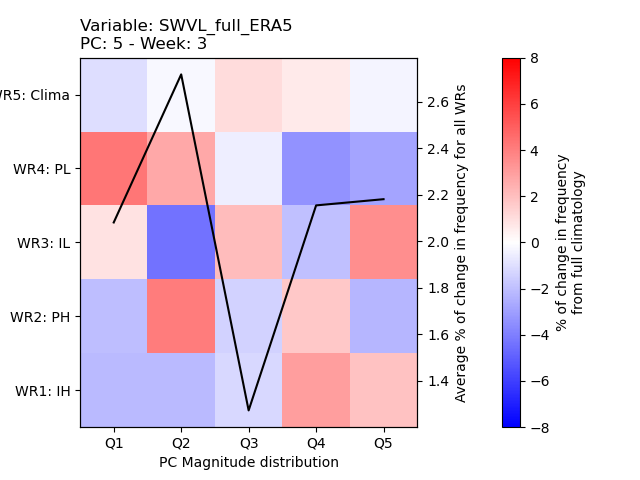 Variable: SWVL_full_ERA5
PC: 5 - Week: 3
WR5: Clima
WR4: PL
WR3: IL
WR2: PH
WR1: IH
Q1 Q2 Q3 Q4 Q5
PC Magnitude distribution
2.6
2.4
2.2
2.0
1.8
1.6
1.4
Average % of change in frequency for all WRs
8
6
4
2
0
−2
−4
−6
−8
% of change in frequency
from full climatology